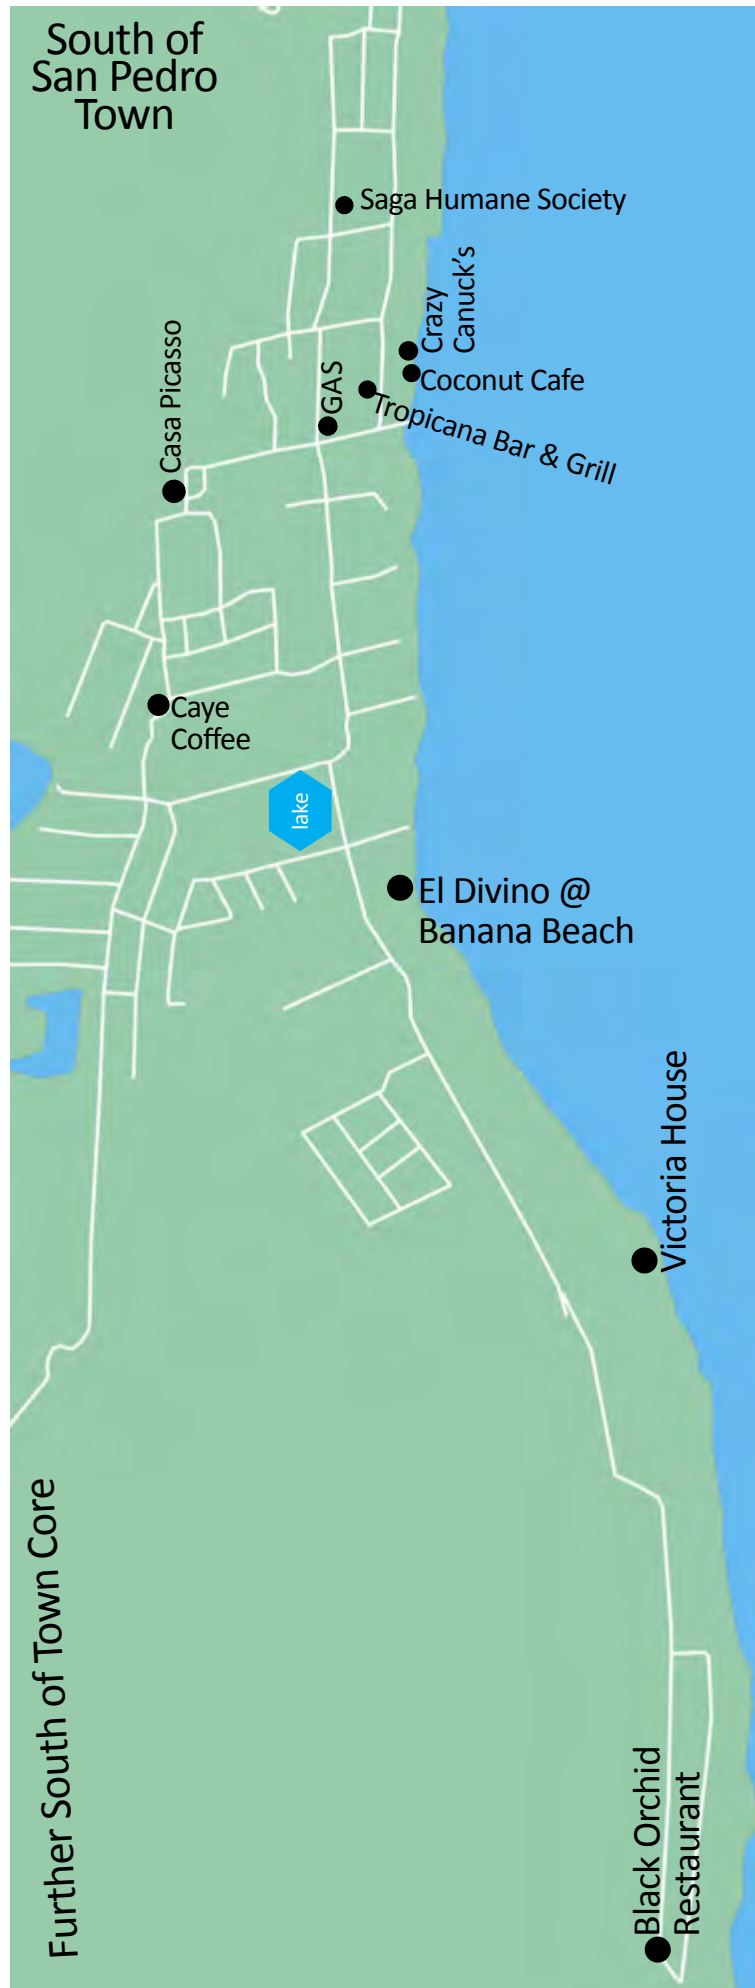 South of
San Pedro
Town
Saga Humane Society
Crazy
Canuck’s
Coconut Cafe
Tropicana Bar & Grill
GAS
Casa Picasso
Caye
Coffee
lake
El Divino @
Banana Beach
Victoria House
Further South of Town Core
Black Orchid
Restaurant